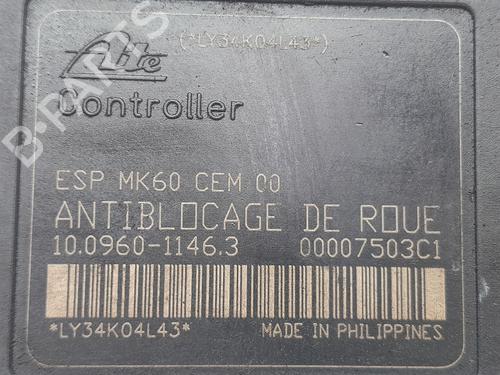 (*LY34K04L43*)
Ate
Controller
B-PARTS
ESP MK60 CEM 00
ANTIBLOCAGE DE ROUE
10.0960-1146.3 00007503C1
*LY34K04L43* MADE IN PHILIPPINES